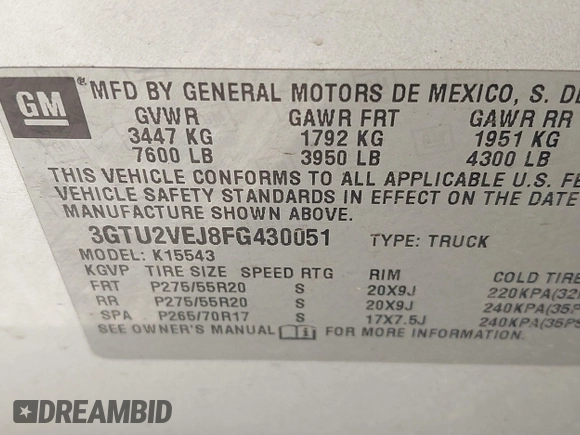 GM
MFD BY GENERAL MOTORS DE MEXICO, S. DE
GVWR GAWR FRT GAWR RR
3447 KG 1792 KG 1951 KG
7600 LB 3950 LB 4300 LB
THIS VEHICLE CONFORMS TO ALL APPLICABLE U.S. FE
VEHICLE SAFETY STANDARDS IN EFFECT ON THE DATE
MANUFACTURE SHOWN ABOVE.
3GTU2VEJ8FG430051 TYPE: TRUCK
MODEL: K15543
KGVP TIRE SIZE SPEED RTG RIM COLD TIRE
FRT P275/55R20 S 20X9J 220KPA(32
RR P275/55R20 S 20X9J 240KPA(35P
SPA P265/70R17 S 17X7.5J 240KPA(35PS
SEE OWNER'S MANUAL FOR MORE INFORMATION.
DREAMBID